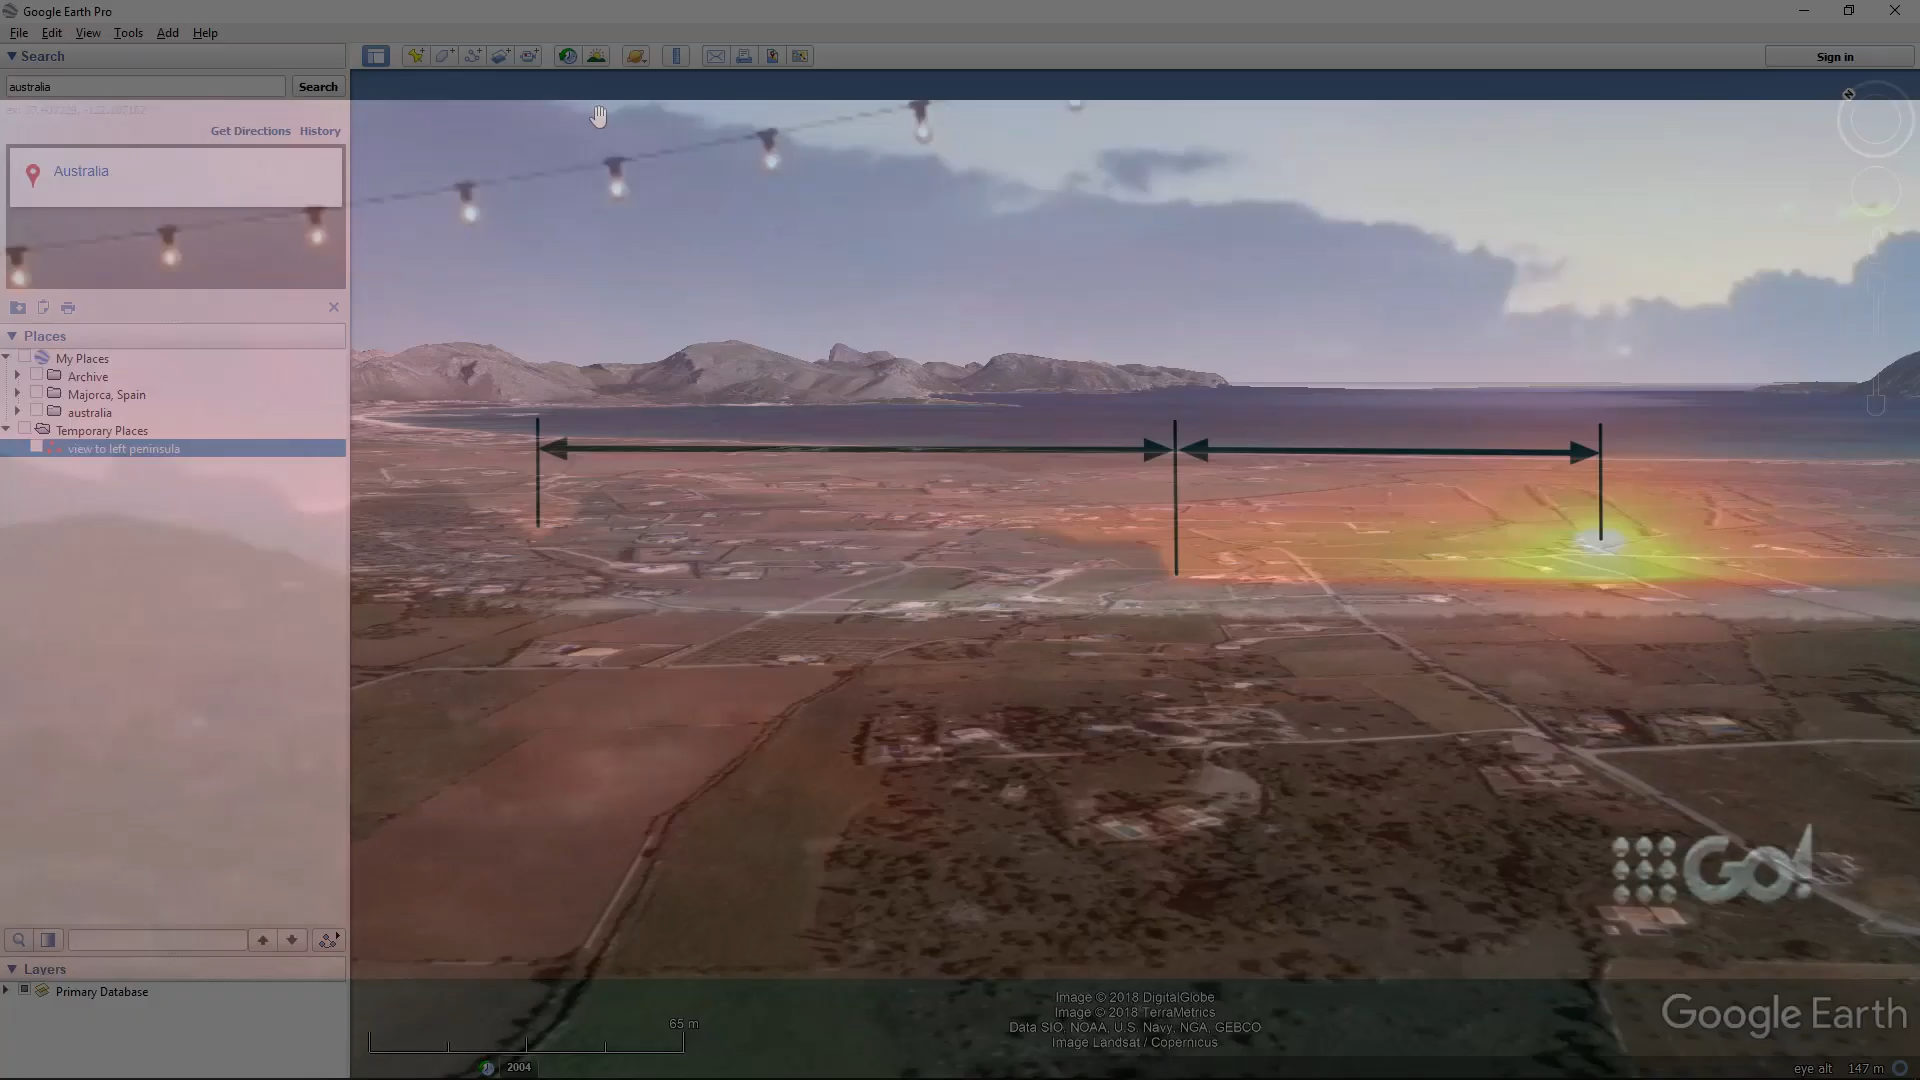 Google Earth Pro
File Edit View Tools Add Help
Search
Sign in
australia
Search
Get Directions History
Australia
Places
My Places
Archive
Majorca, Spain
australia
Temporary Places
view to left peninsula
Go!
Layers
Primary Database
Image © 2018 DigitalGlobe
Image © 2018 TerraMetrics
Data SIO, NOAA, U.S. Navy, NGA, GEBCO
Image Landsat / Copernicus
65 m
Google Earth
2004
eye alt 147 m